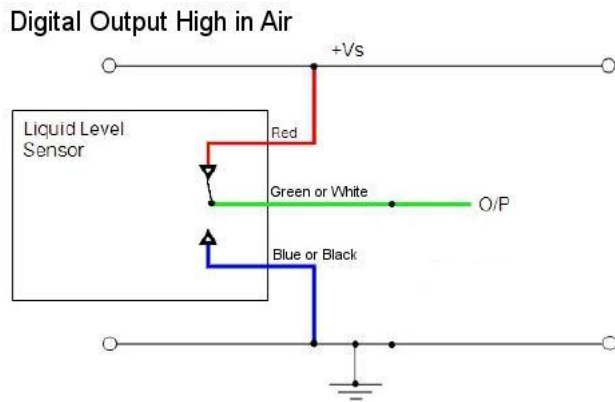 Digital Output High in Air
+Vs
Liquid Level
Sensor
Red
Green or White
O/P
Blue or Black